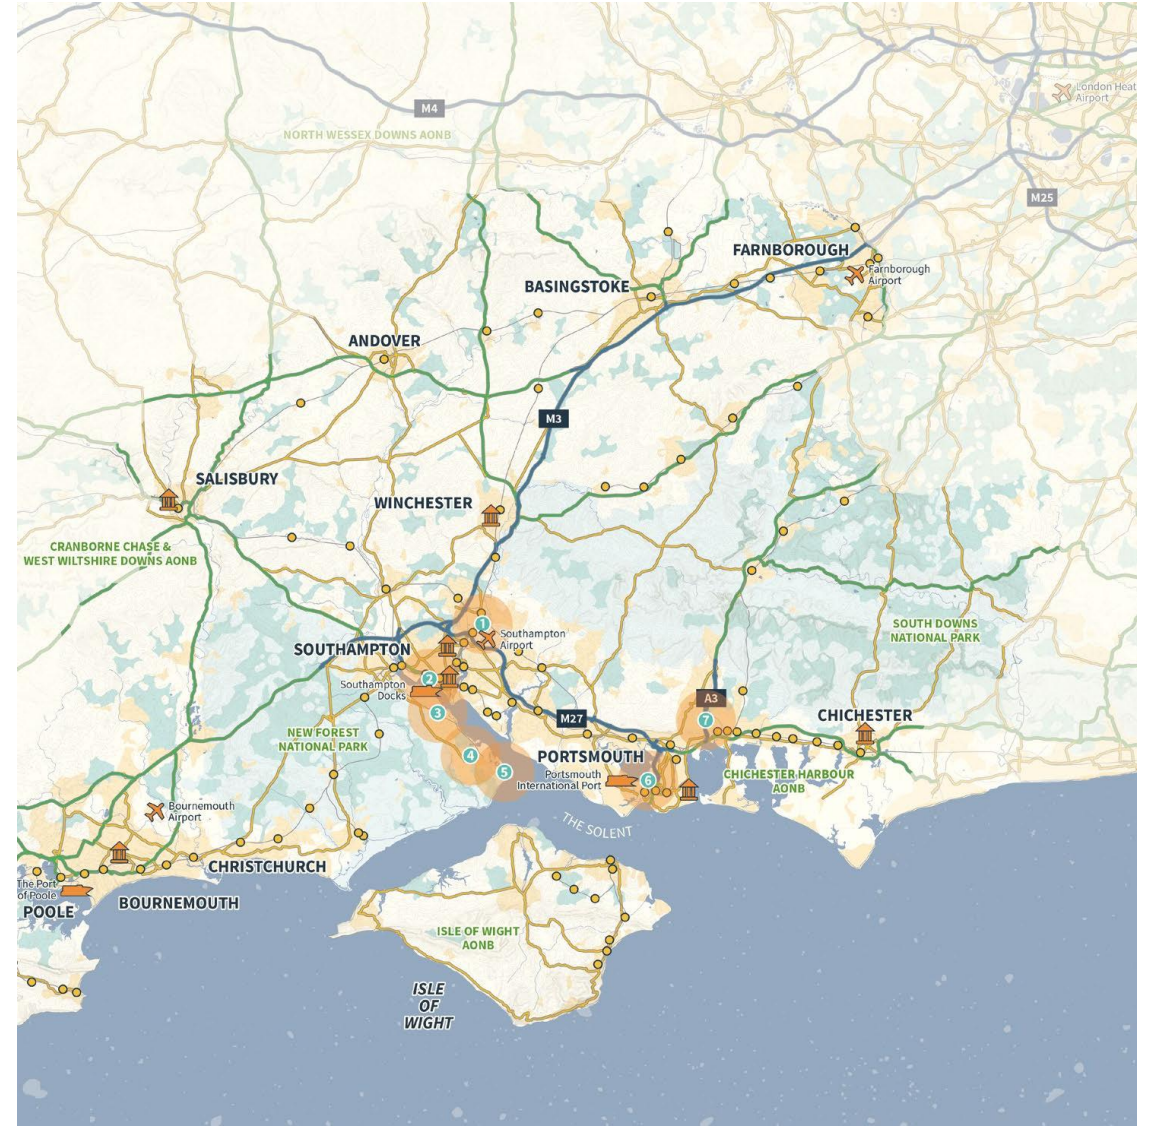 London Heat
Airport
M4
NORTH WESSEX DOWNS AONB
M25
FARNBOROUGH
Farnborough
Airport
BASINGSTOKE
ANDOVER
M3
SALISBURY
WINCHESTER
CRANBORNE CHASE &
WEST WILTSHIRE DOWNS AONB
1
SOUTH DOWNS
NATIONAL PARK
Southampton
Airport
SOUTHAMPTON
2
Southampton
Docks
A3
3
M27
7
CHICHESTER
NEW FOREST
NATIONAL PARK
4
PORTSMOUTH
5
Portsmouth
International Port
6
CHICHESTER HARBOUR
AONB
Bournemouth
Airport
THE SOLENT
CHRISTCHURCH
The Port
of Poole
POOLE
BOURNEMOUTH
ISLE OF WIGHT
AONB
ISLE
OF
WIGHT